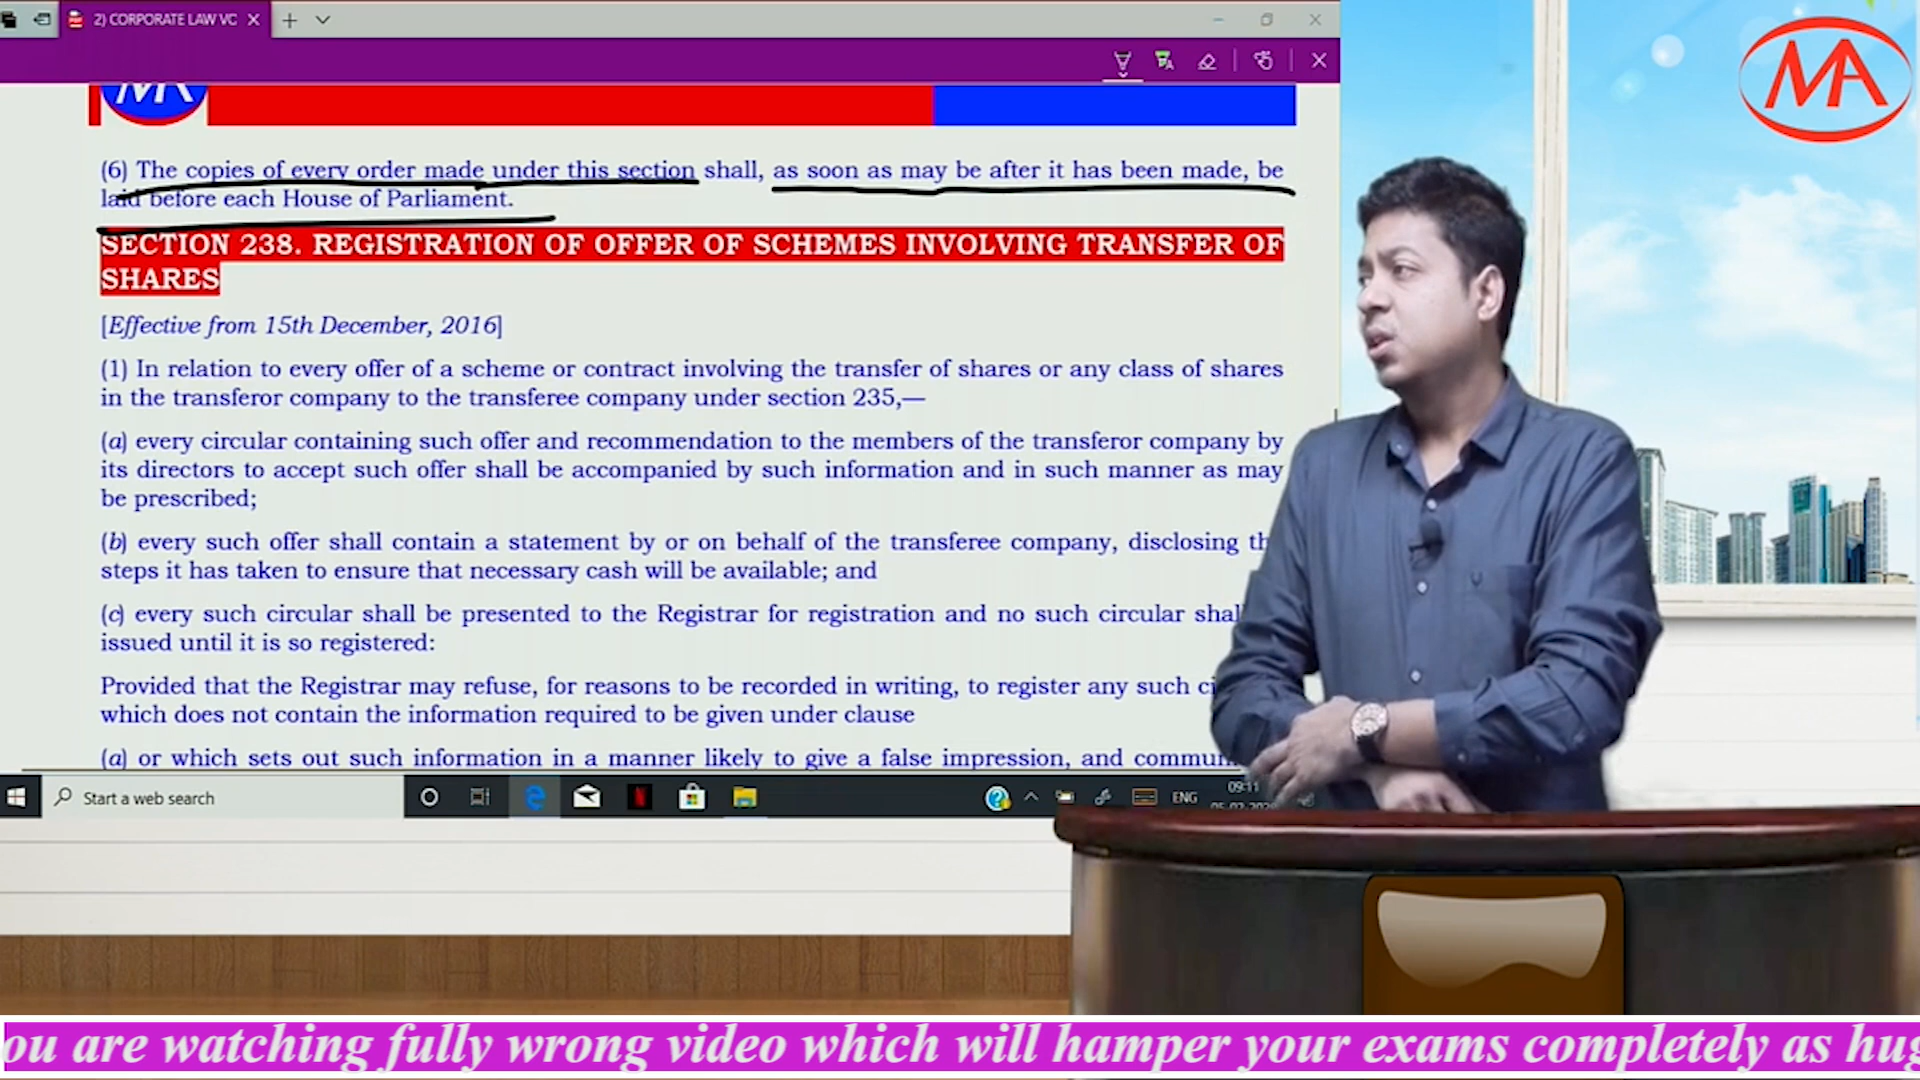 2) CORPORATE LAW VC
MA
(6) The copies of every order made under this section shall, as soon as may be after it has been made, be
laid before each House of Parliament.
SECTION 238. REGISTRATION OF OFFER OF SCHEMES INVOLVING TRANSFER OF
SHARES
[Effective from 15th December, 2016]
(1) In relation to every offer of a scheme or contract involving the transfer of shares or any class of shares
in the transferor company to the transferee company under section 235,—
(a) every circular containing such offer and recommendation to the members of the transferor company by
its directors to accept such offer shall be accompanied by such information and in such manner as may
be prescribed;
(b) every such offer shall contain a statement by or on behalf of the transferee company, disclosing
steps it has taken to ensure that necessary cash will be available; and
(c) every such circular shall be presented to the Registrar for registration and no such circular
issued until it is so registered:
Provided that the Registrar may refuse, for reasons to be recorded in writing, to register any such
which does not contain the information required to be given under clause
(a) or which sets out such information in a manner likely to give a false impression, and
Start a web search
ENG
09:11
ou are watching fully wrong video which will hamper your exams completely as hug